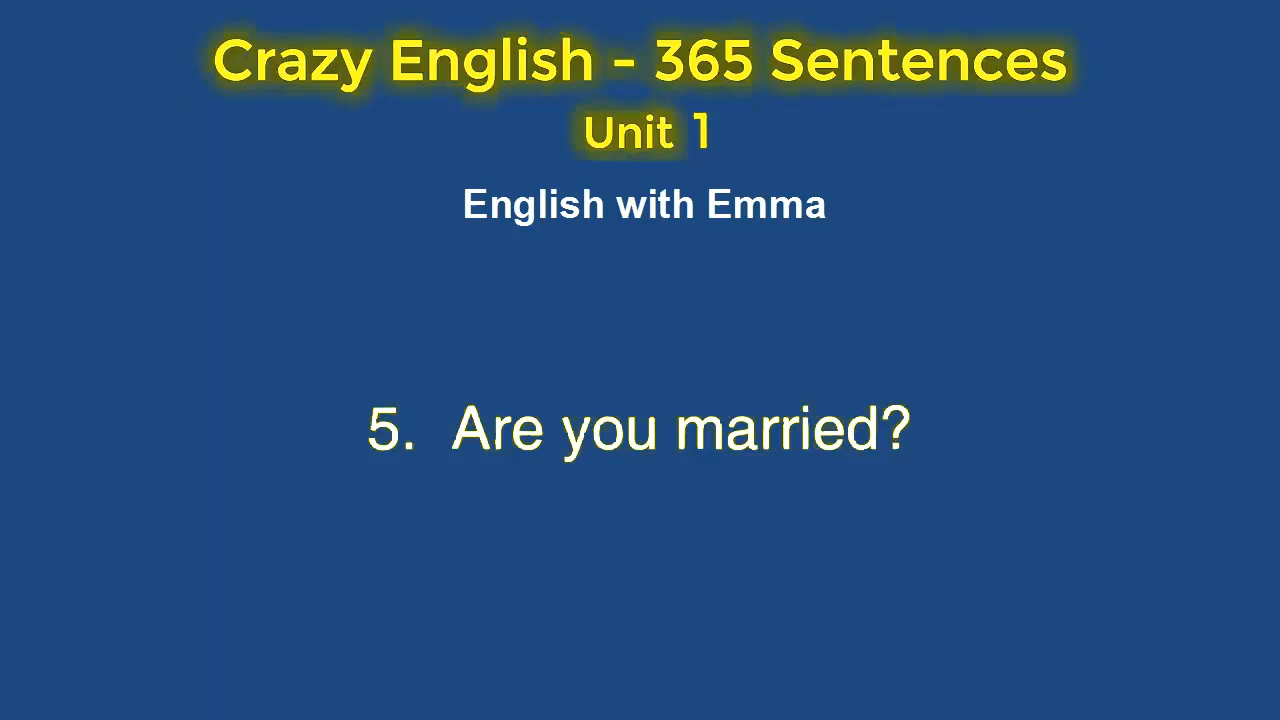 Crazy English - 365 Sentences
Unit 1
English with Emma
5. Are you married?